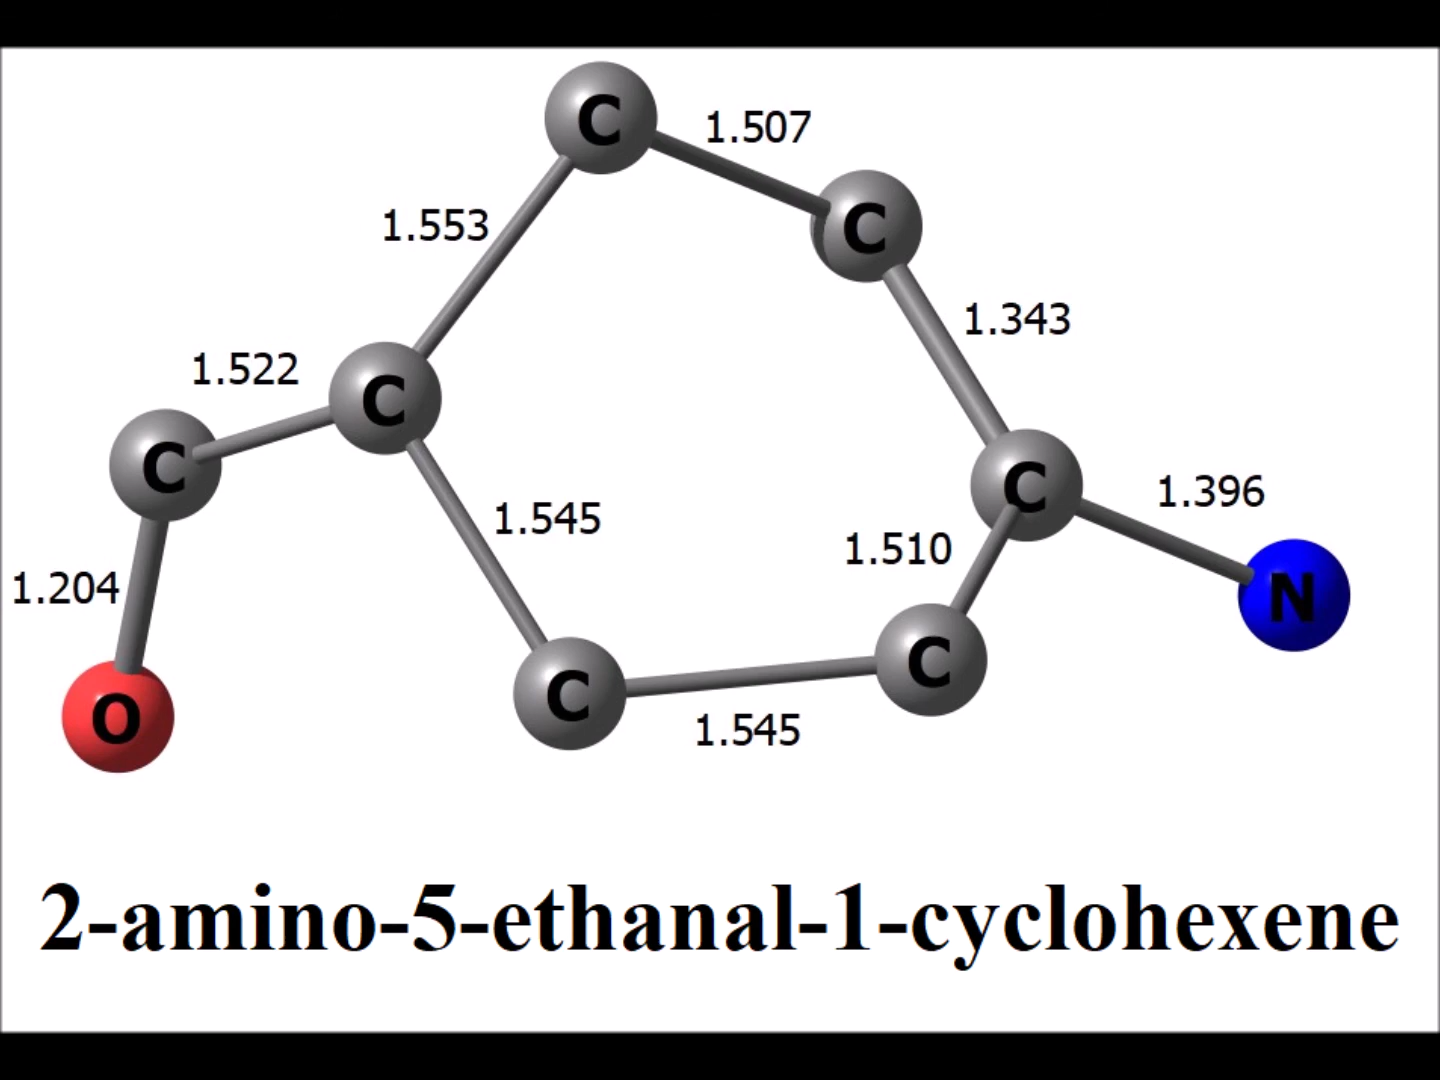 C
1.507
1.553
C
1.343
1.522
C
C
C
1.396
1.545
1.510
1.204
N
C
C
O
1.545
2-amino-5-ethanal-1-cyclohexene